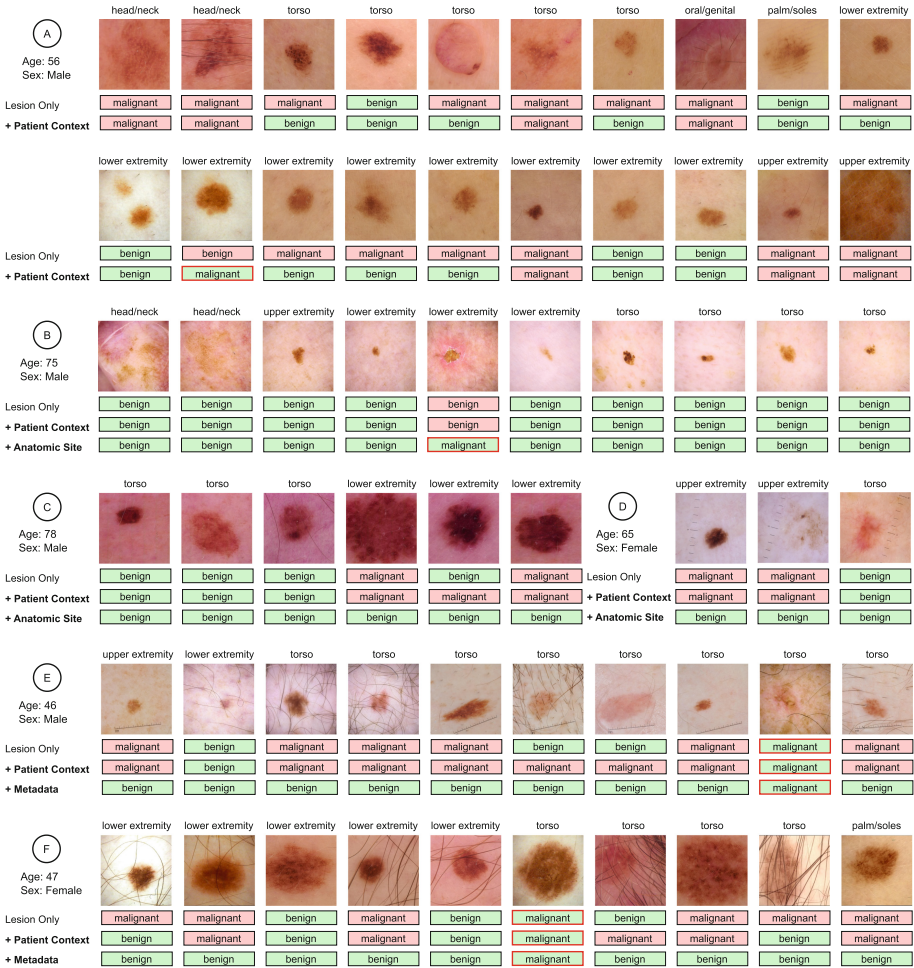 head/neck head/neck torso torso torso torso torso oral/genital palm/soles lower extremity
A
Age: 56
Sex: Male
Lesion Only malignant malignant malignant benign malignant malignant malignant malignant benign malignant
+ Patient Context malignant malignant benign benign benign malignant benign malignant benign benign
lower extremity lower extremity lower extremity lower extremity lower extremity lower extremity lower extremity lower extremity upper extremity upper extremity
Lesion Only benign benign malignant malignant malignant malignant benign benign malignant malignant
+ Patient Context benign malignant benign benign benign malignant benign benign malignant malignant
head/neck head/neck upper extremity lower extremity lower extremity lower extremity torso torso torso torso
B
Age: 75
Sex: Male
Lesion Only benign benign benign benign benign benign benign benign benign benign
+ Patient Context benign benign benign benign benign benign benign benign benign benign
+ Anatomic Site benign benign benign benign malignant benign benign benign benign benign
torso torso torso lower extremity lower extremity lower extremity
C
Age: 78
Sex: Male
Lesion Only benign benign benign malignant benign malignant
+ Patient Context benign benign benign malignant malignant malignant
+ Anatomic Site benign benign benign benign benign benign
upper extremity upper extremity torso
D
Age: 65
Sex: Female
Lesion Only malignant malignant benign
+ Patient Context malignant malignant benign
+ Anatomic Site benign benign benign
upper extremity lower extremity torso torso torso torso torso torso torso torso
E
Age: 46
Sex: Male
Lesion Only malignant benign malignant malignant malignant benign benign malignant malignant malignant
+ Patient Context malignant benign malignant malignant malignant malignant malignant malignant malignant malignant
+ Metadata benign benign benign benign benign benign benign benign malignant benign
lower extremity lower extremity lower extremity lower extremity lower extremity torso torso torso torso palm/soles
F
Age: 47
Sex: Female
Lesion Only malignant malignant benign malignant benign malignant benign malignant malignant malignant
+ Patient Context benign malignant benign malignant benign malignant malignant malignant benign malignant
+ Metadata benign benign benign benign benign malignant benign benign benign benign